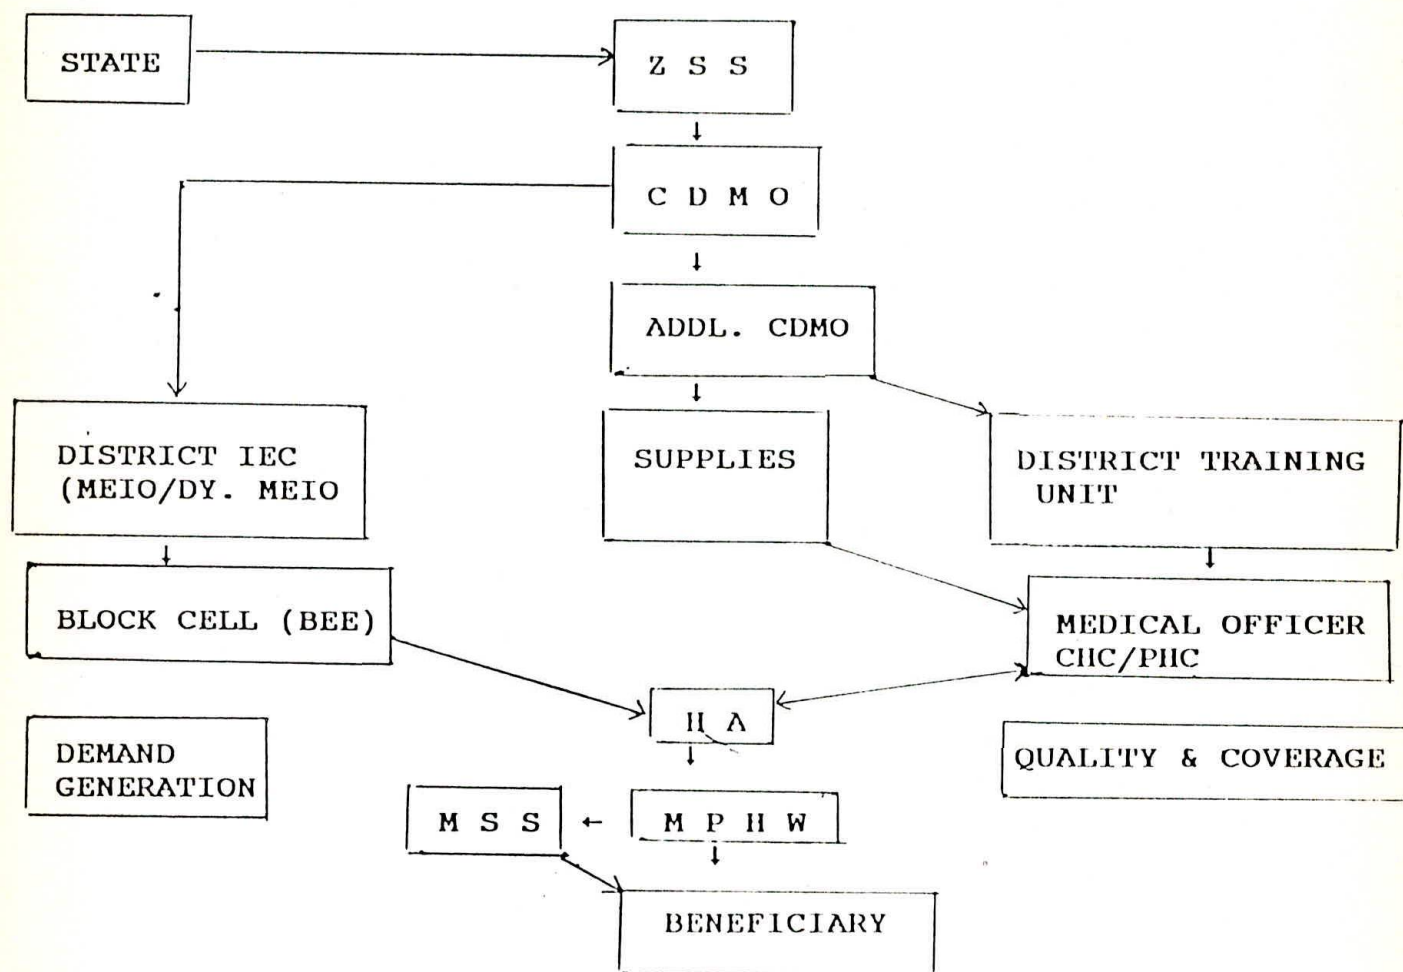 STATE
Z S S
C D M O
ADDL. CDMO
DISTRICT IEC
(MEIO/DY. MEIO
SUPPLIES
DISTRICT TRAINING
UNIT
BLOCK CELL (BEE)
MEDICAL OFFICER
CHC/PHC
H A
DEMAND
GENERATION
QUALITY & COVERAGE
M S S
M P H W
BENEFICIARY